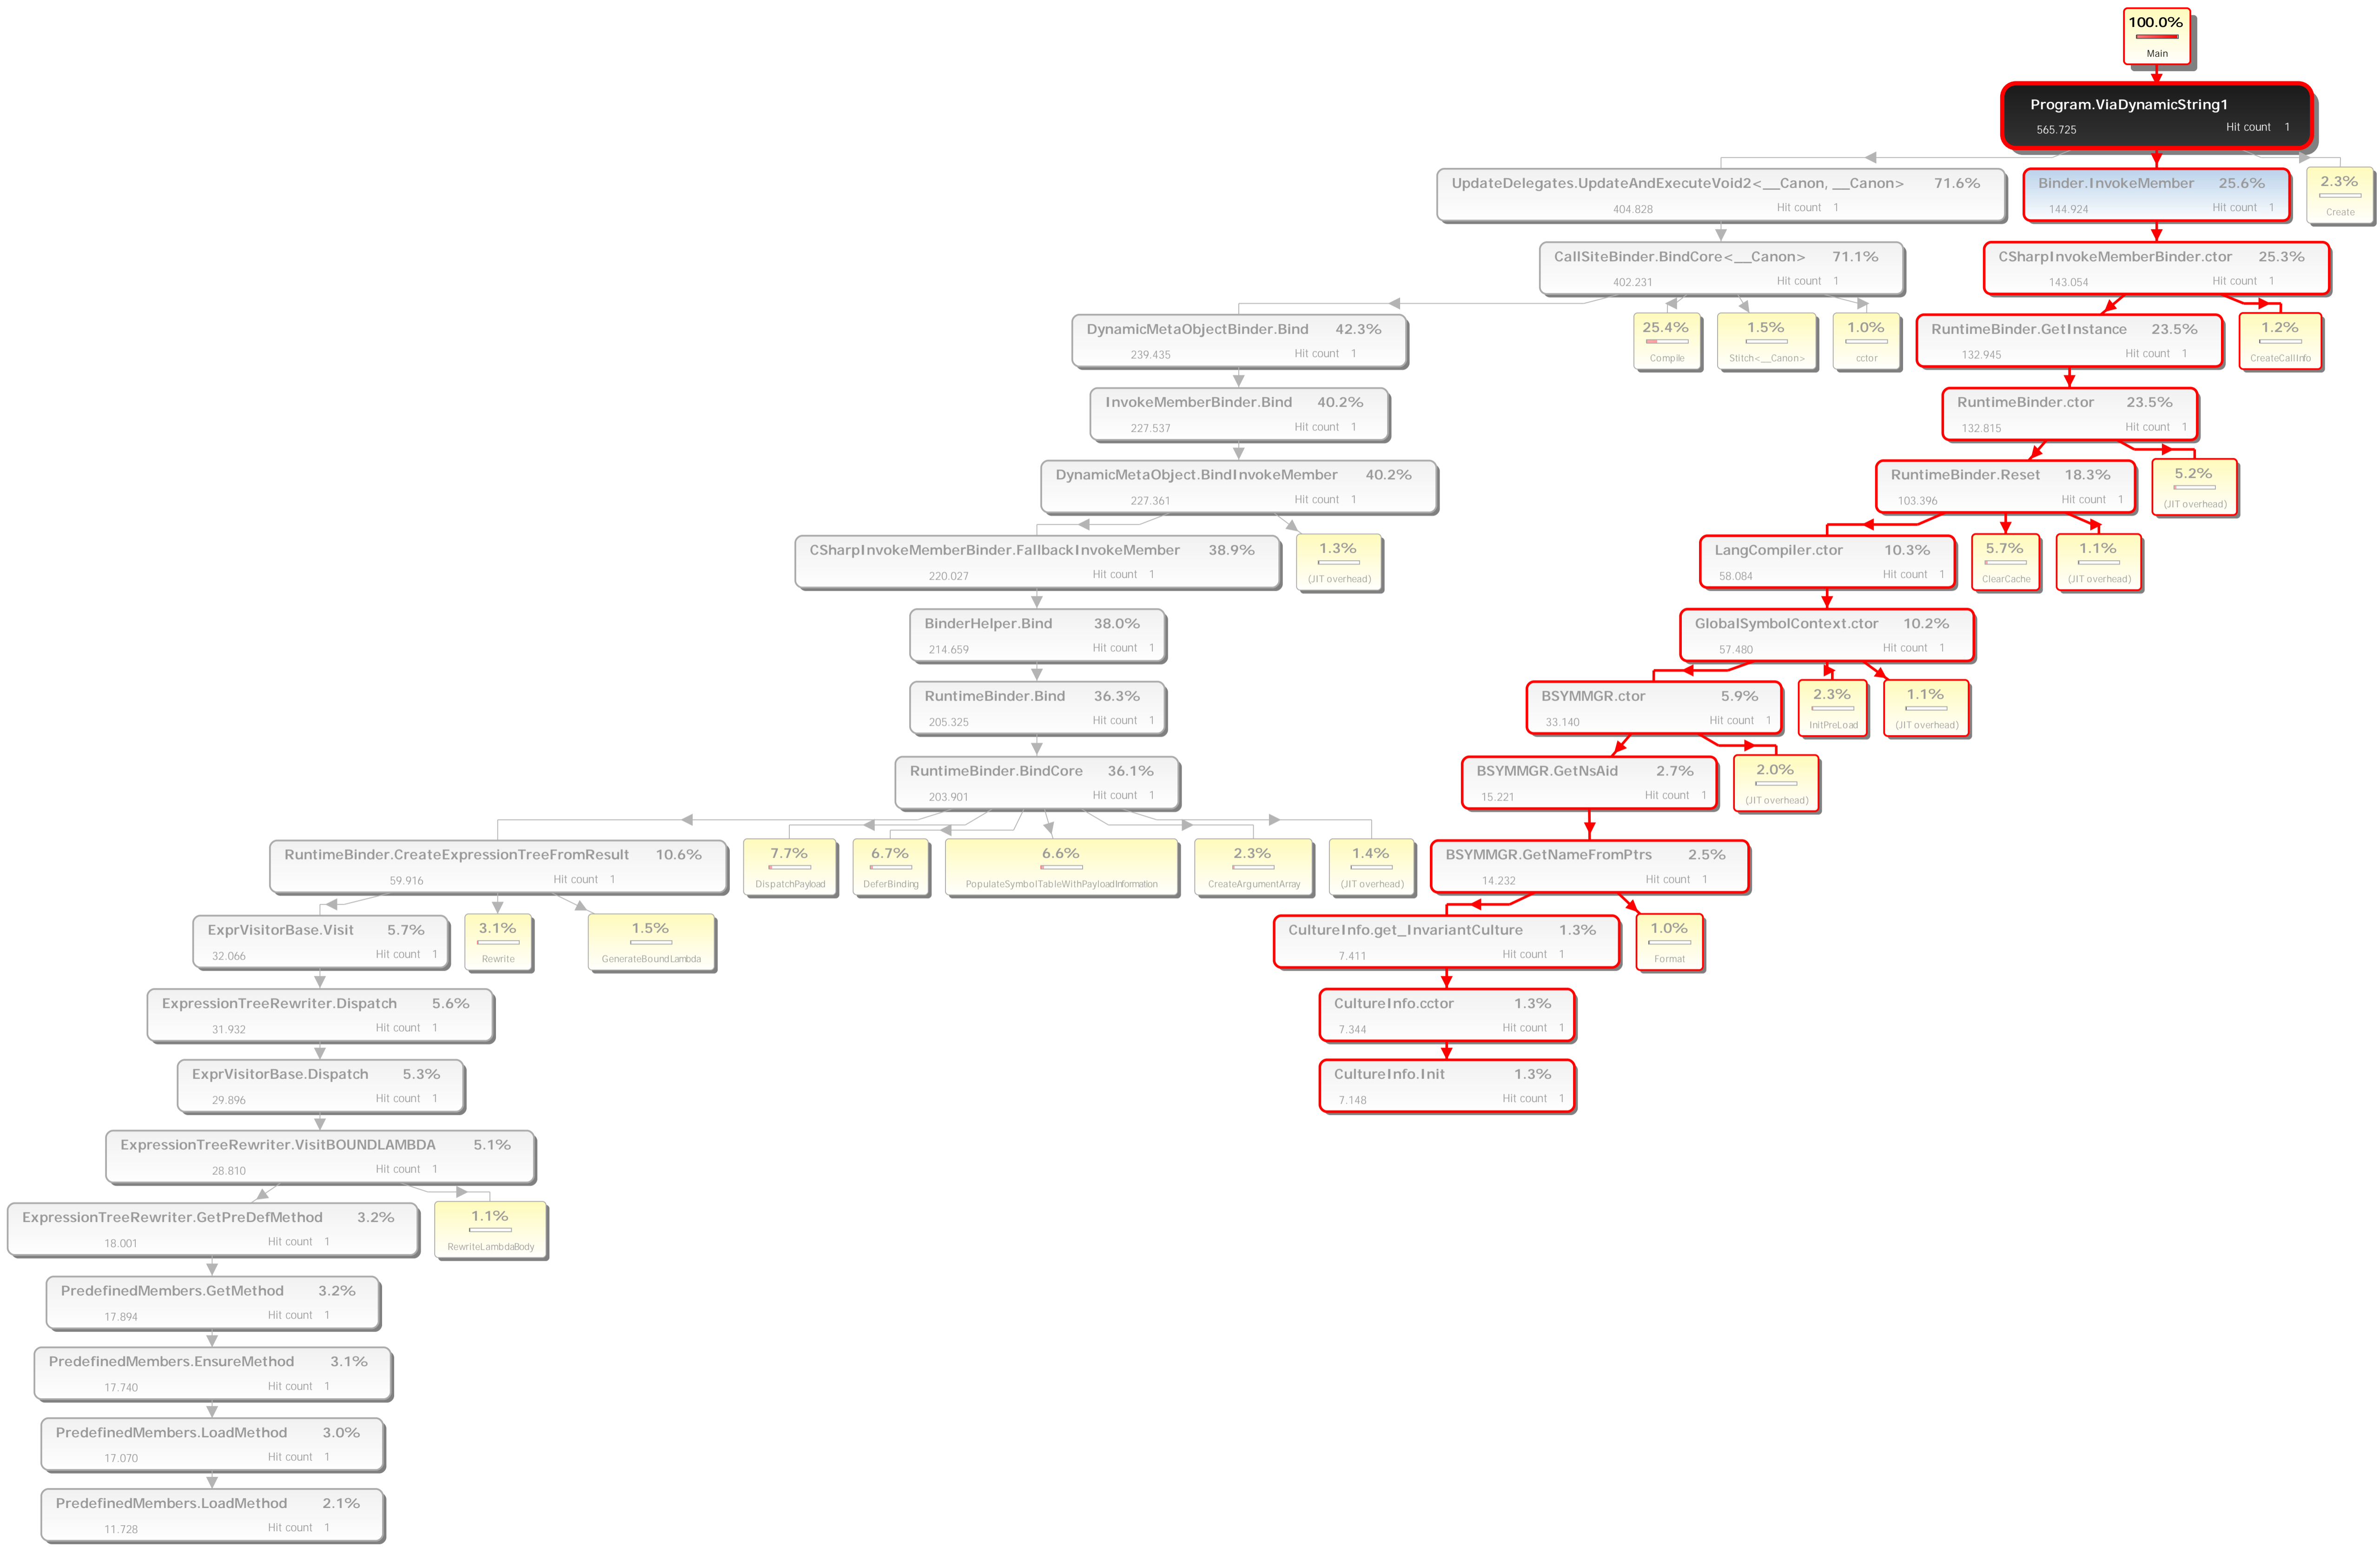 100.0%
Main
Program.ViaDynamicString1
565.725 Hit count 1
UpdateDelegates.UpdateAndExecuteVoid2<__Canon, __Canon> 71.6%
404.828 Hit count 1
Binder.InvokeMember 25.6%
144.924 Hit count 1
2.3%
Create
CallSiteBinder.BindCore<__Canon> 71.1%
402.231 Hit count 1
CSharpInvokeMemberBinder.ctor 25.3%
143.054 Hit count 1
DynamicMetaObjectBinder.Bind 42.3%
239.435 Hit count 1
25.4%
Compile
1.5%
Stitch<__Canon>
1.0%
cctor
RuntimeBinder.GetInstance 23.5%
132.945 Hit count 1
1.2%
CreateCallInfo
InvokeMemberBinder.Bind 40.2%
227.537 Hit count 1
RuntimeBinder.ctor 23.5%
132.815 Hit count 1
DynamicMetaObject.BindInvokeMember 40.2%
227.361 Hit count 1
RuntimeBinder.Reset 18.3%
103.396 Hit count 1
5.2%
(JIT overhead)
CSharpInvokeMemberBinder.FallbackInvokeMember 38.9%
220.027 Hit count 1
1.3%
(JIT overhead)
LangCompiler.ctor 10.3%
58.084 Hit count 1
5.7%
ClearCache
1.1%
(JIT overhead)
BinderHelper.Bind 38.0%
214.659 Hit count 1
GlobalSymbolContext.ctor 10.2%
57.480 Hit count 1
RuntimeBinder.Bind 36.3%
205.325 Hit count 1
BSYMMGR.ctor 5.9%
33.140 Hit count 1
2.3%
InitPreLoad
1.1%
(JIT overhead)
RuntimeBinder.BindCore 36.1%
203.901 Hit count 1
BSYMMGR.GetNsAid 2.7%
15.221 Hit count 1
2.0%
(JIT overhead)
RuntimeBinder.CreateExpressionTreeFromResult 10.6%
59.916 Hit count 1
7.7%
DispatchPayload
6.7%
DeferBinding
6.6%
PopulateSymbolTableWithPayloadInformation
2.3%
CreateArgumentArray
1.4%
(JIT overhead)
BSYMMGR.GetNameFromPtrs 2.5%
14.232 Hit count 1
ExprVisitorBase.Visit 5.7%
32.066 Hit count 1
3.1%
Rewrite
1.5%
GenerateBoundLambda
CultureInfo.get_InvariantCulture 1.3%
7.411 Hit count 1
1.0%
Format
ExpressionTreeRewriter.Dispatch 5.6%
31.932 Hit count 1
CultureInfo.cctor 1.3%
7.344 Hit count 1
ExprVisitorBase.Dispatch 5.3%
29.896 Hit count 1
CultureInfo.Init 1.3%
7.148 Hit count 1
ExpressionTreeRewriter.VisitBOUNDLAMBDA 5.1%
28.810 Hit count 1
ExpressionTreeRewriter.GetPreDefMethod 3.2%
18.001 Hit count 1
1.1%
RewriteLambdaBody
PredefinedMembers.GetMethod 3.2%
17.894 Hit count 1
PredefinedMembers.EnsureMethod 3.1%
17.740 Hit count 1
PredefinedMembers.LoadMethod 3.0%
17.070 Hit count 1
PredefinedMembers.LoadMethod 2.1%
11.728 Hit count 1